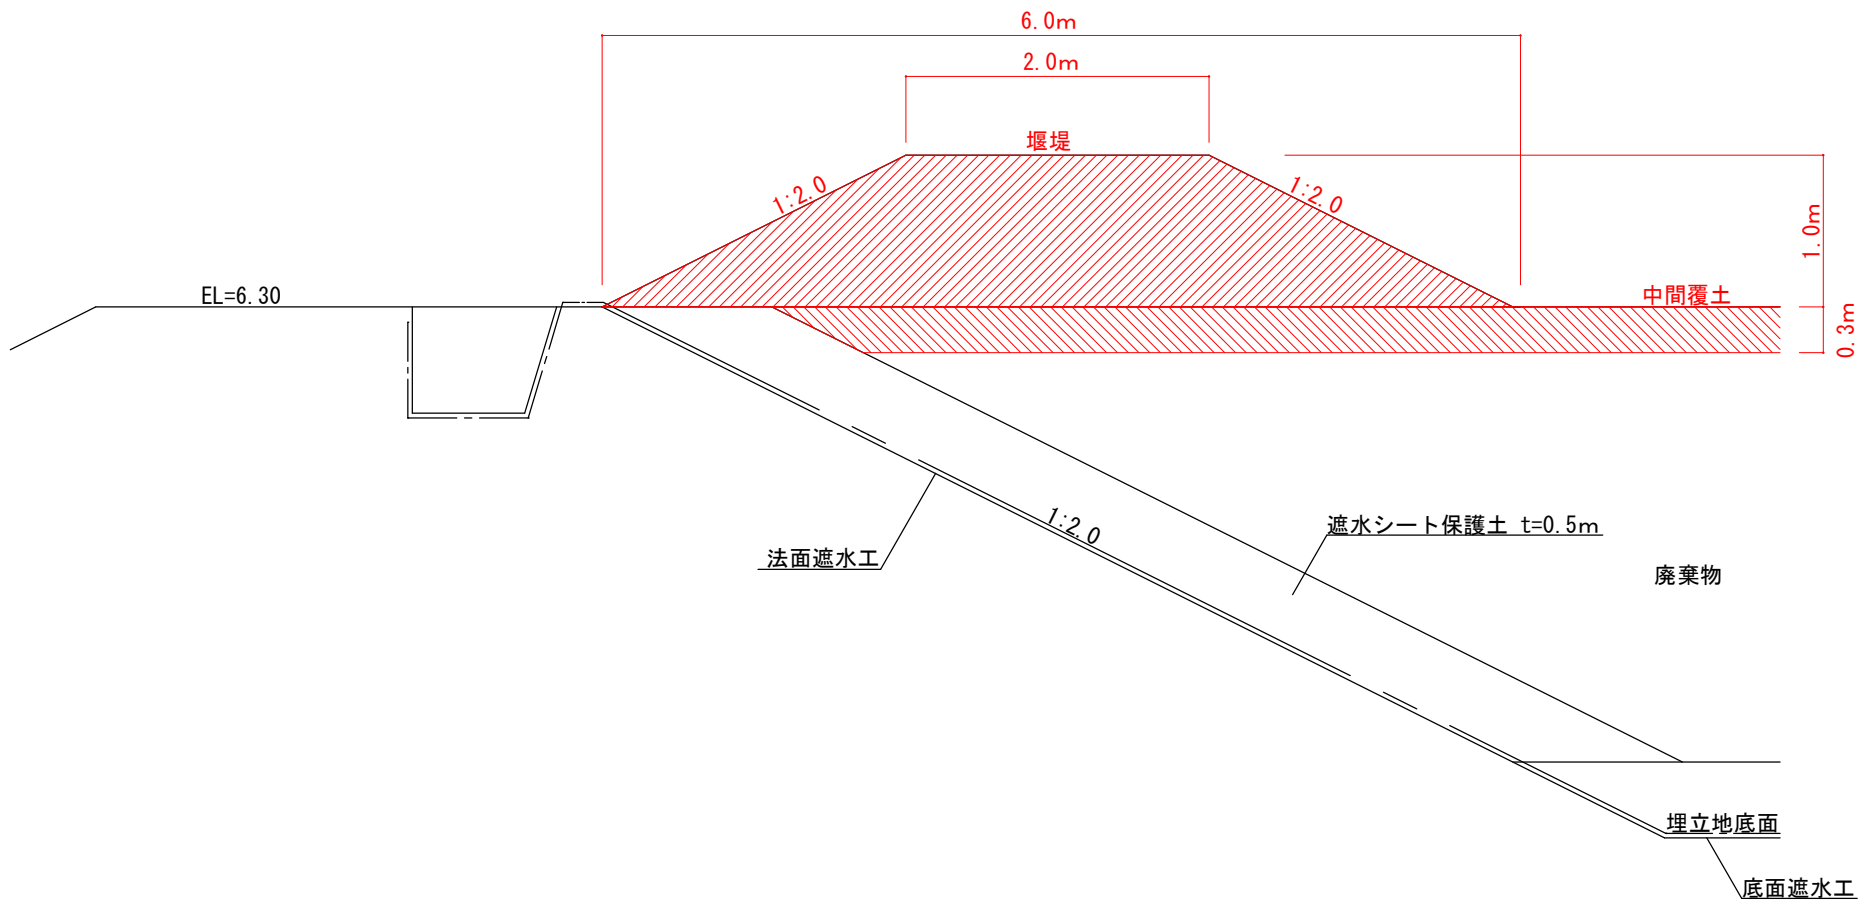 6.0m
2.0m
堰堤
1:2.0
1:2.0
1.0m
EL=6.30
中間覆土
0.3m
1:2.0
遮水シート保護土 t=0.5m
法面遮水工
廃棄物
埋立地底面
底面遮水工